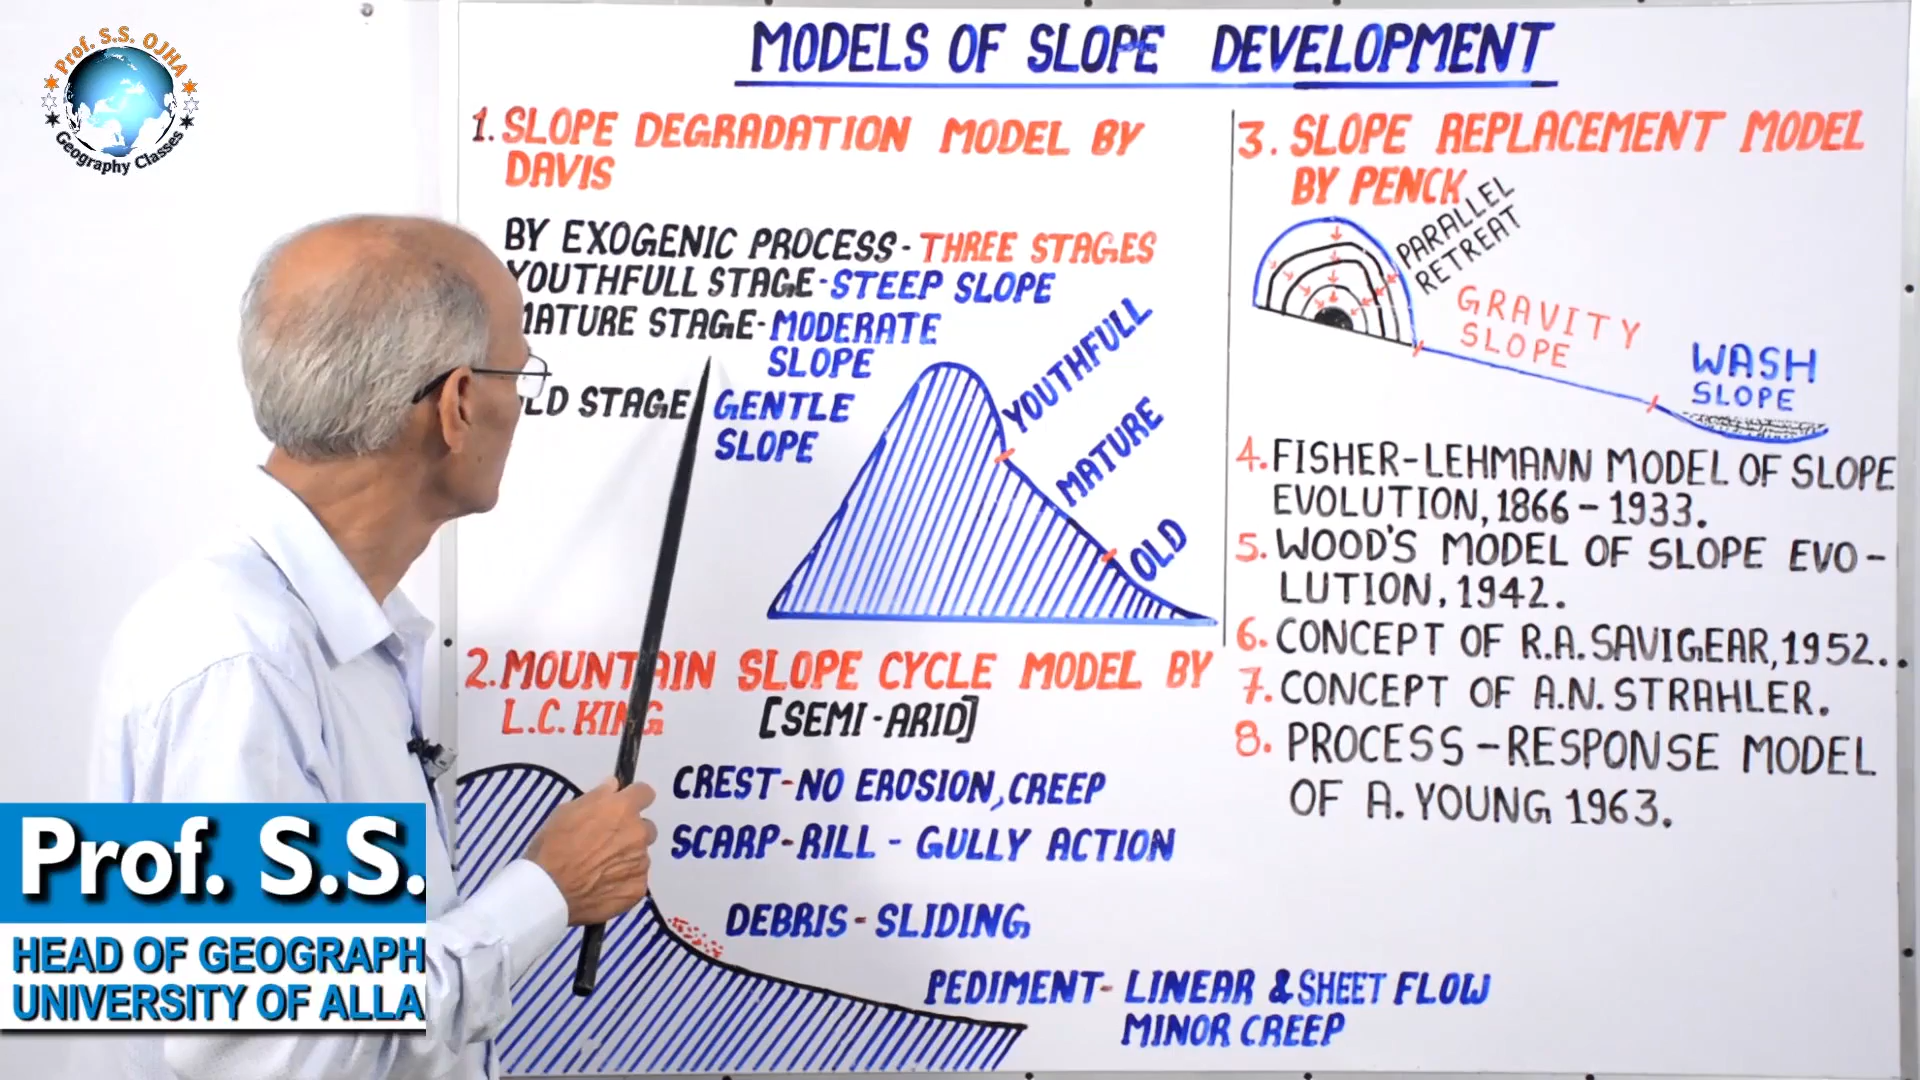 Prof. S.S. OJHA
Geography Classes
MODELS OF SLOPE DEVELOPMENT
1. SLOPE DEGRADATION MODEL BY
DAVIS
BY EXOGENIC PROCESS - THREE STAGES
YOUTHFULL STAGE - STEEP SLOPE
MATURE STAGE - MODERATE
SLOPE
LD STAGE GENTLE
SLOPE
YOUTHFULL
MATURE
OLD
2. MOUNTAIN SLOPE CYCLE MODEL BY
L.C. KING [SEMI-ARID]
CREST - NO EROSION, CREEP
SCARP - RILL - GULLY ACTION
DEBRIS - SLIDING
PEDIMENT - LINEAR & SHEET FLOW
MINOR CREEP
3. SLOPE REPLACEMENT MODEL
BY PENCK
PARALLEL
RETREAT
GRAVITY
SLOPE
WASH
SLOPE
4. FISHER-LEHMANN MODEL OF SLOPE
EVOLUTION, 1866 - 1933.
5. WOOD'S MODEL OF SLOPE EVO -
LUTION, 1942.
6. CONCEPT OF R.A. SAVIGEAR, 1952..
7. CONCEPT OF A.N. STRAHLER.
8. PROCESS - RESPONSE MODEL
OF A. YOUNG 1963.
Prof. S.S.
HEAD OF GEOGRAPH
UNIVERSITY OF ALLA